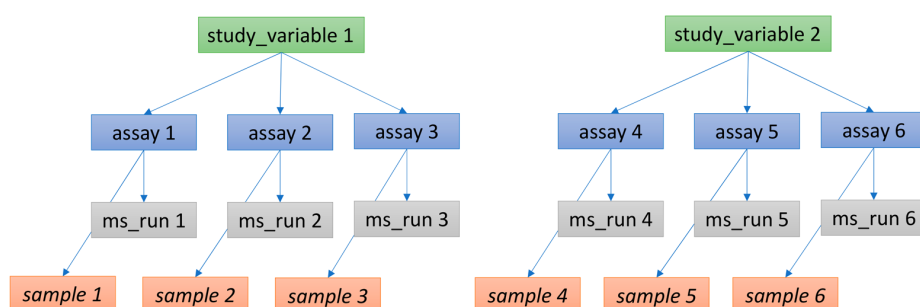 study_variable 1
study_variable 2
assay 1
assay 2
assay 3
assay 4
assay 5
assay 6
ms_run 1
ms_run 2
ms_run 3
ms_run 4
ms_run 5
ms_run 6
sample 1
sample 2
sample 3
sample 4
sample 5
sample 6